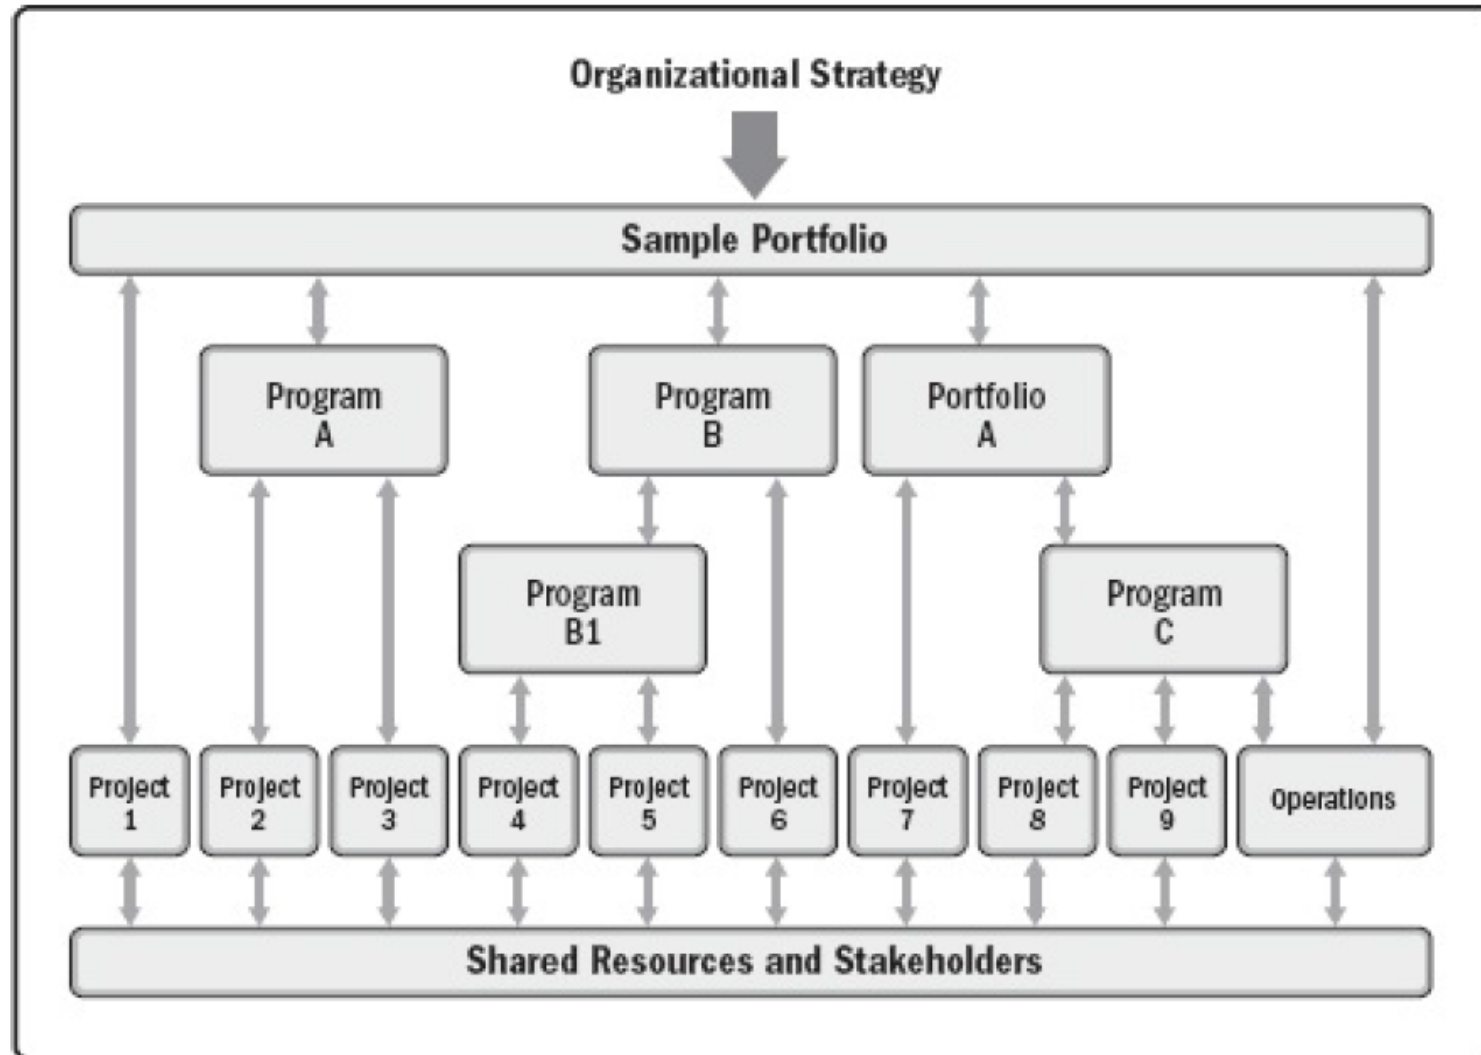 Organizational Strategy
Sample Portfolio
Program
A
Program
B
Portfolio
A
Program
B1
Program
C
Project
1
Project
2
Project
3
Project
4
Project
5
Project
6
Project
7
Project
8
Project
9
Operations
Shared Resources and Stakeholders